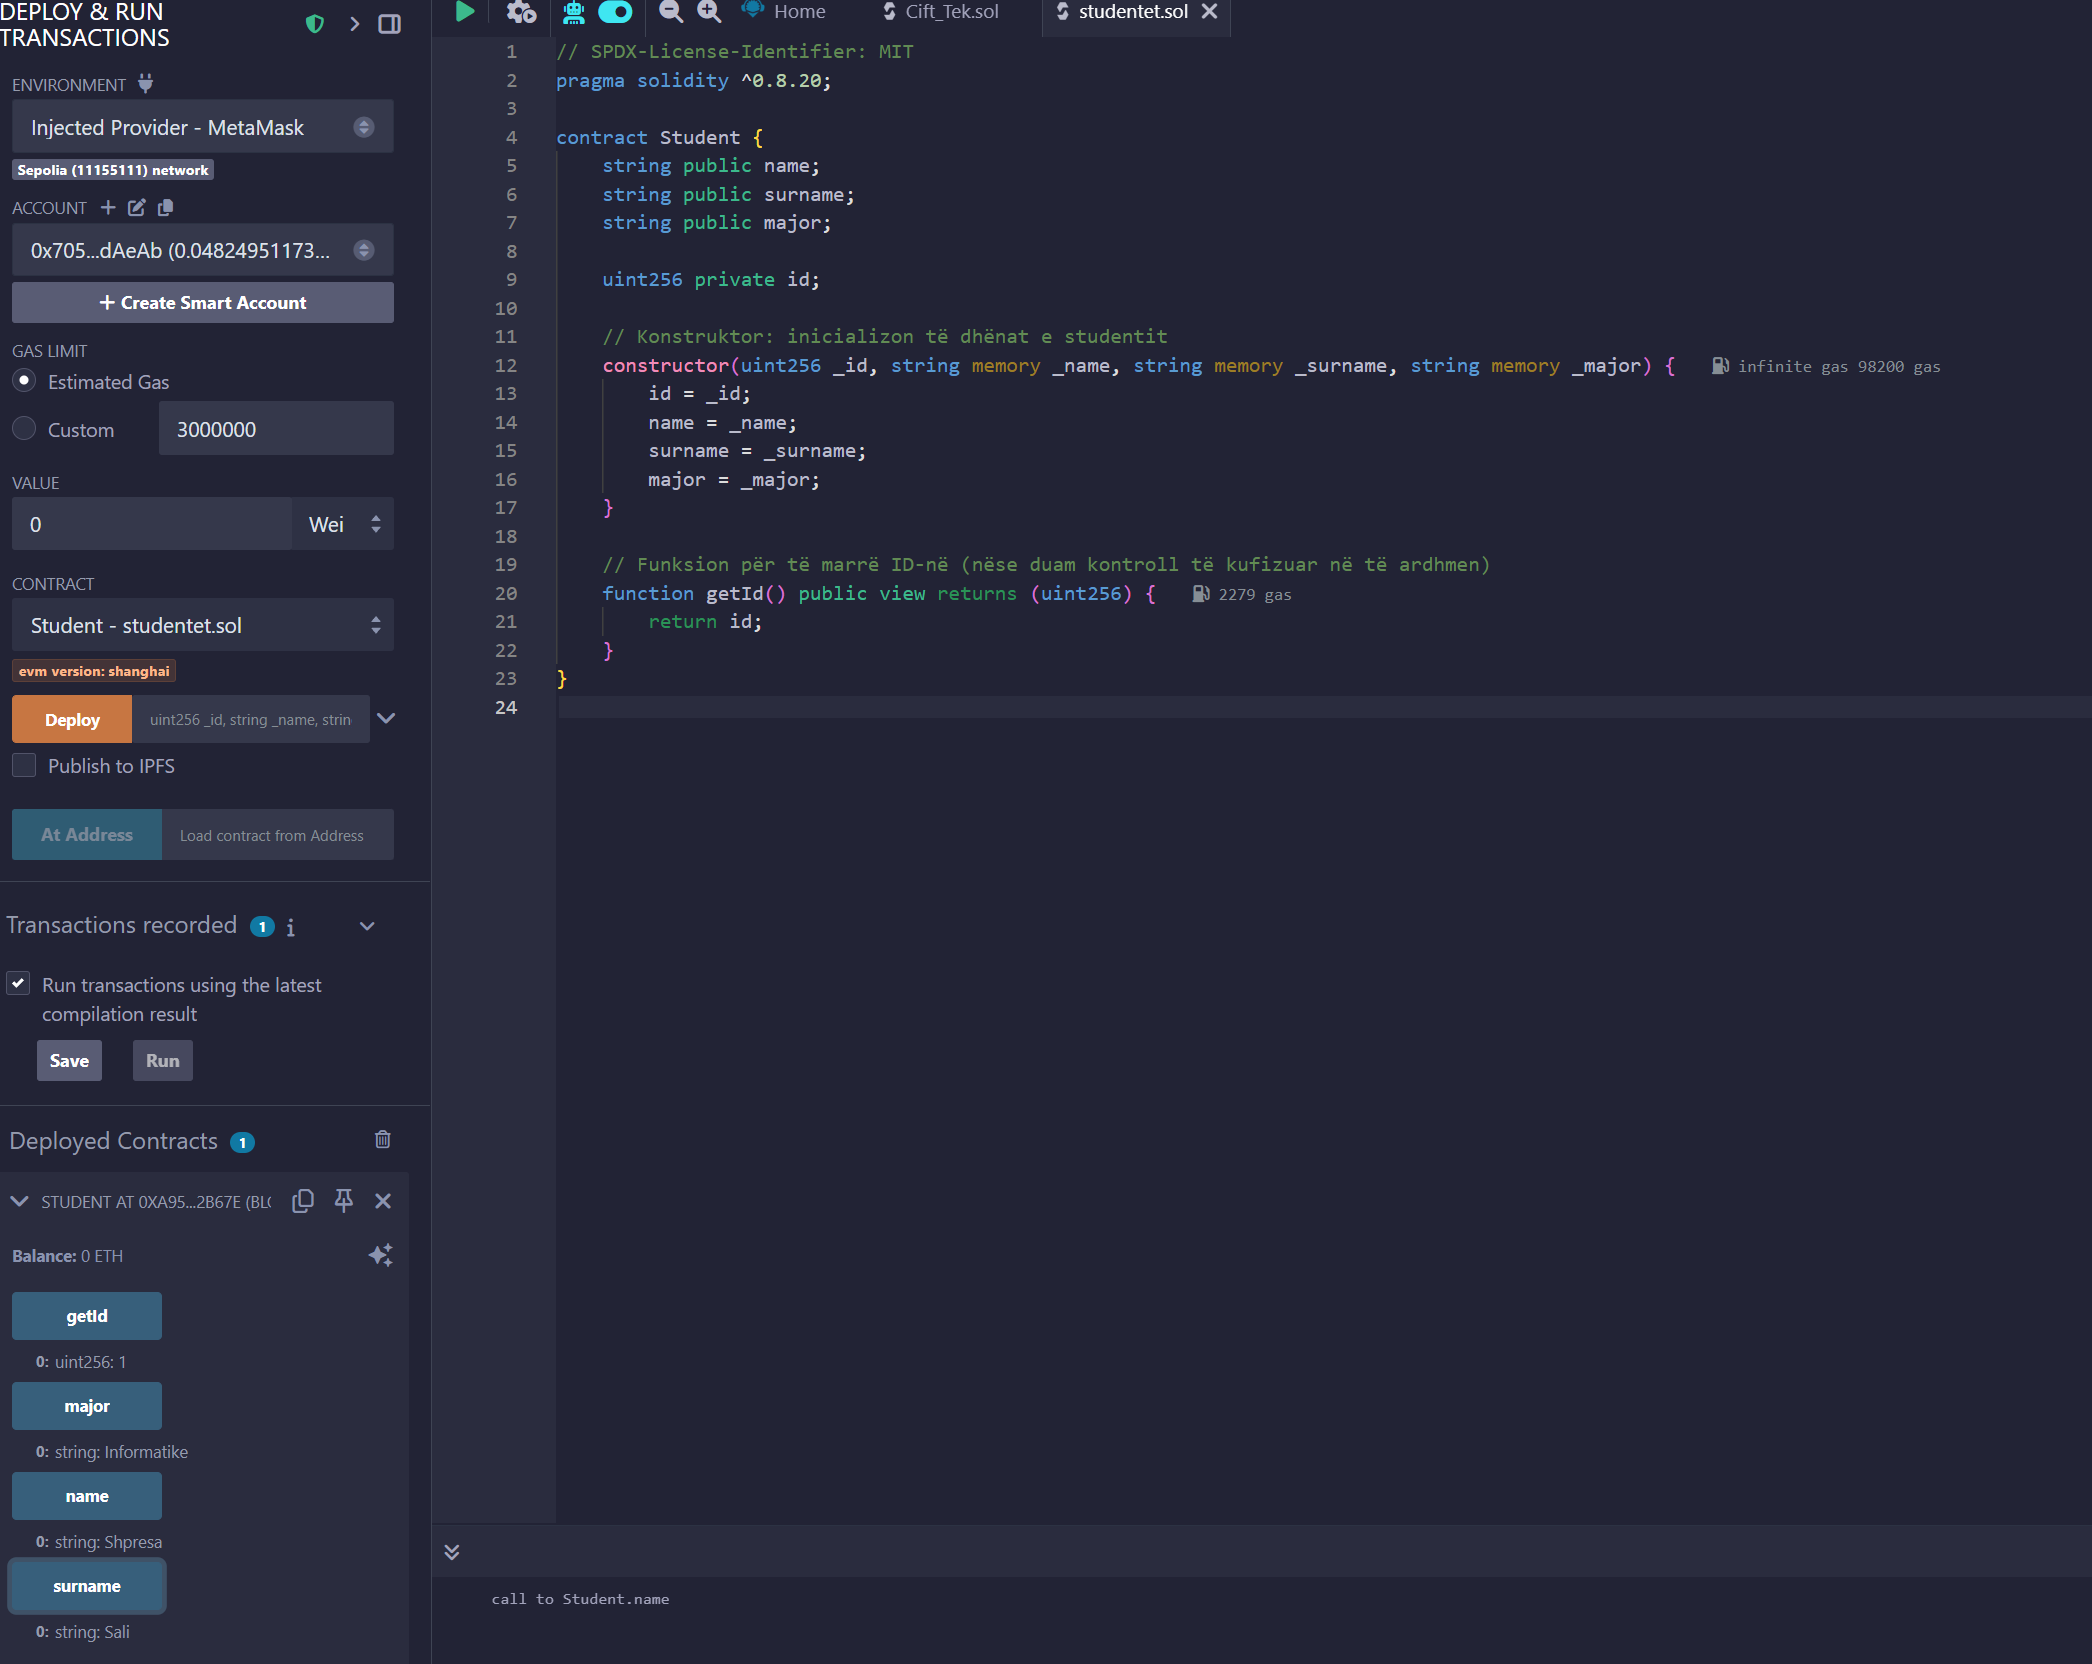 DEPLOY & RUN
TRANSACTIONS
ENVIRONMENT
Injected Provider - MetaMask
Sepolia (11155111) network
ACCOUNT
0x705...dAeAb (0.04824951173...
+ Create Smart Account
GAS LIMIT
Estimated Gas
Custom
3000000
VALUE
0
Wei
CONTRACT
Student - studentet.sol
evm version: shanghai
Deploy
uint256 _id, string _name, strin
Publish to IPFS
At Address
Load contract from Address
Transactions recorded 1 i
Run transactions using the latest
compilation result
Save
Run
Deployed Contracts 1
STUDENT AT 0XA95...2B67E (BLO
Balance: 0 ETH
getId
0: uint256: 1
major
0: string: Informatike
name
0: string: Shpresa
surname
0: string: Sali
Home
Cift_Tek.sol
studentet.sol
1 // SPDX-License-Identifier: MIT
2 pragma solidity ^0.8.20;
3
4 contract Student {
5 string public name;
6 string public surname;
7 string public major;
8
9 uint256 private id;
10
11 // Konstruktor: inicializon të dhënat e studentit
12 constructor(uint256 _id, string memory _name, string memory _surname, string memory _major) { infinite gas 98200 gas
13 id = _id;
14 name = _name;
15 surname = _surname;
16 major = _major;
17 }
18
19 // Funksion për të marrë ID-në (nëse duam kontroll të kufizuar në të ardhmen)
20 function getId() public view returns (uint256) { 2279 gas
21 return id;
22 }
23 }
24
call to Student.name